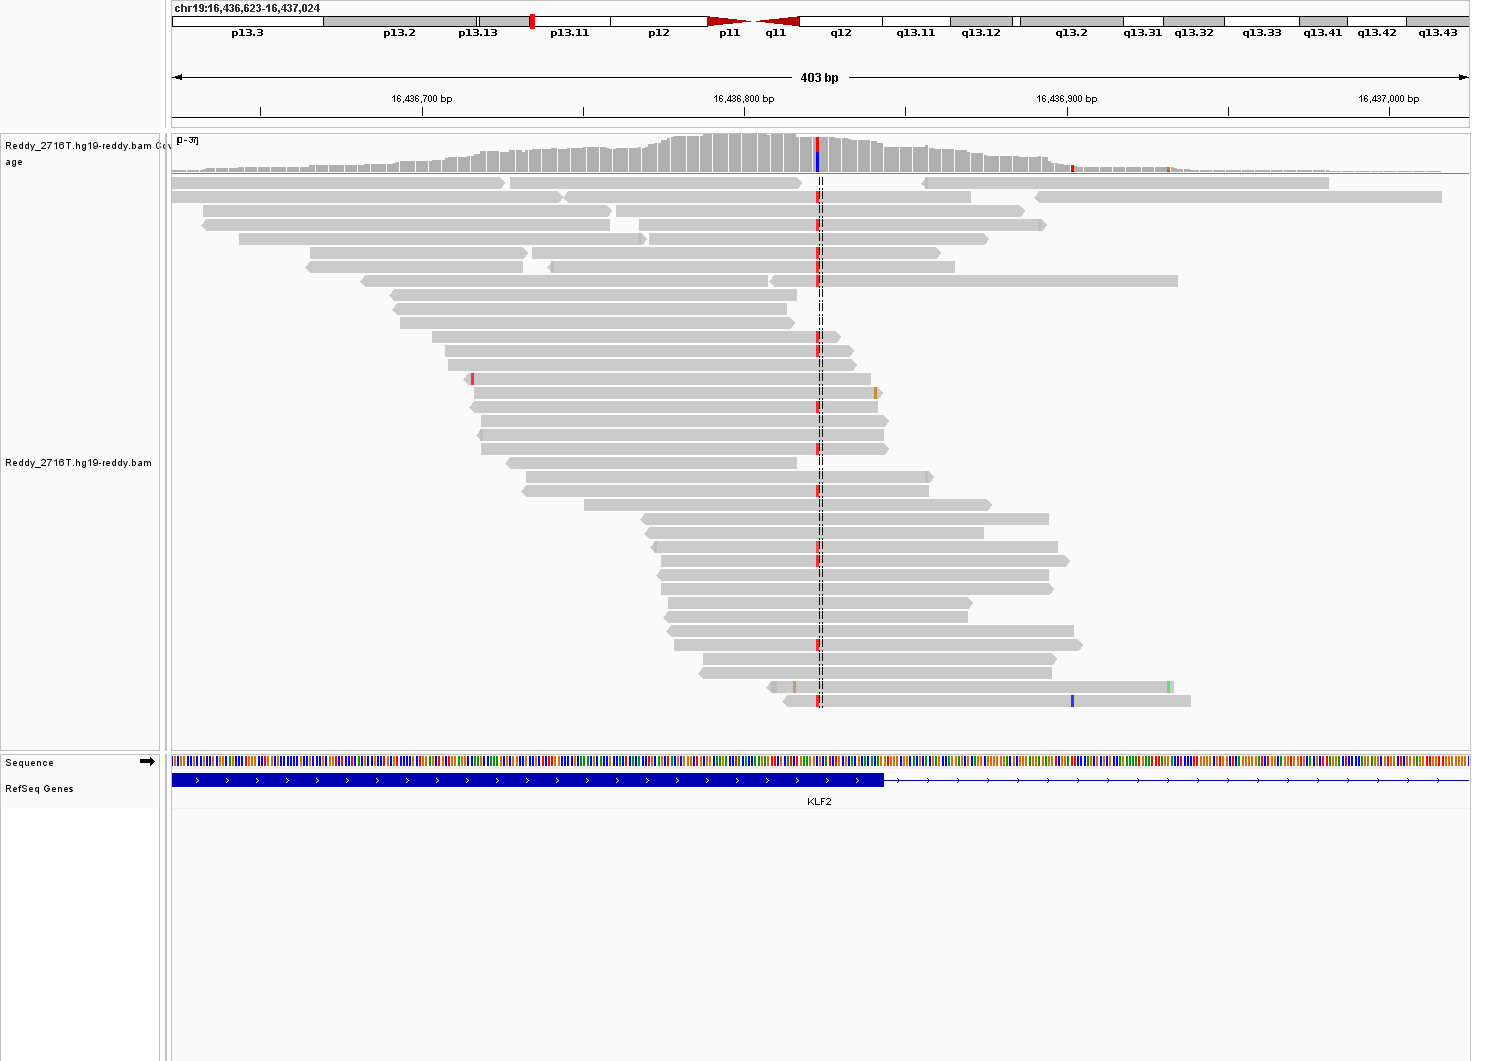 chr19:16,436,623-16,437,024
p13.3 p13.2 p13.13 p13.11 p12 p11 q11 q12 q13.11 q13.12 q13.2 q13.31 q13.32 q13.33 q13.41 q13.42 q13.43
403 bp
16,436,700 bp 16,436,800 bp 16,436,900 bp 16,437,000 bp
[0 - 37]
Reddy_2716T.hg19-reddy.bam Cov
age
Reddy_2716T.hg19-reddy.bam
Sequence
RefSeq Genes
KLF2